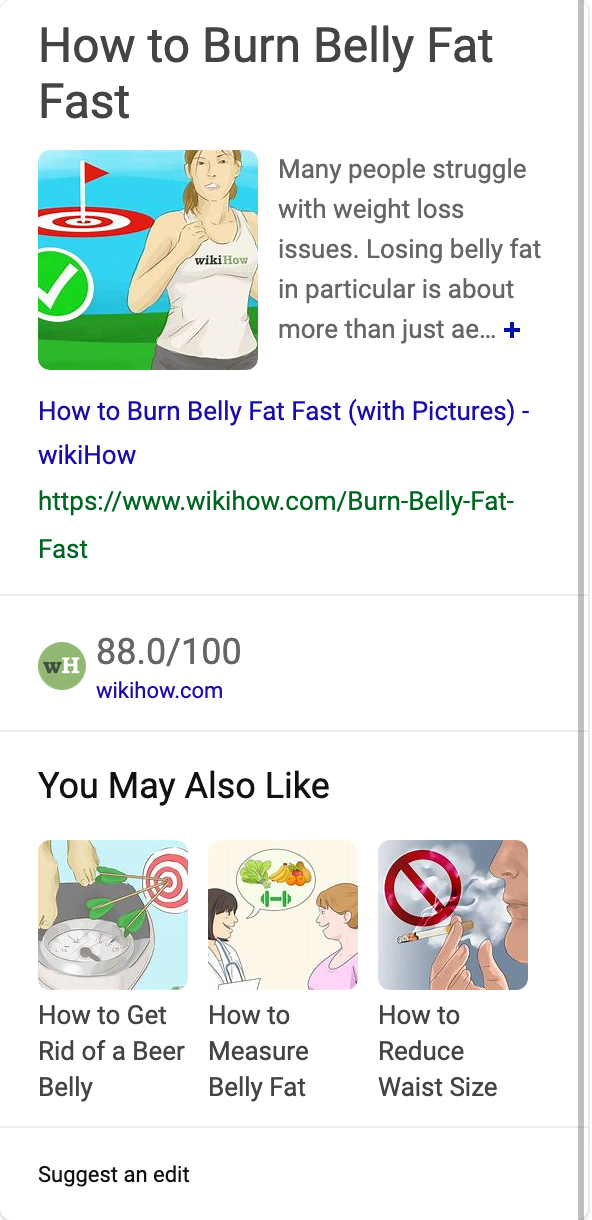 How to Burn Belly Fat
Fast
wikiHow
Many people struggle
with weight loss
issues. Losing belly fat
in particular is about
more than just ae... +
How to Burn Belly Fat Fast (with Pictures) -
wikiHow
https://www.wikihow.com/Burn-Belly-Fat-
Fast
wH
88.0/100
wikihow.com
You May Also Like
How to Get
Rid of a Beer
Belly
How to
Measure
Belly Fat
How to
Reduce
Waist Size
Suggest an edit